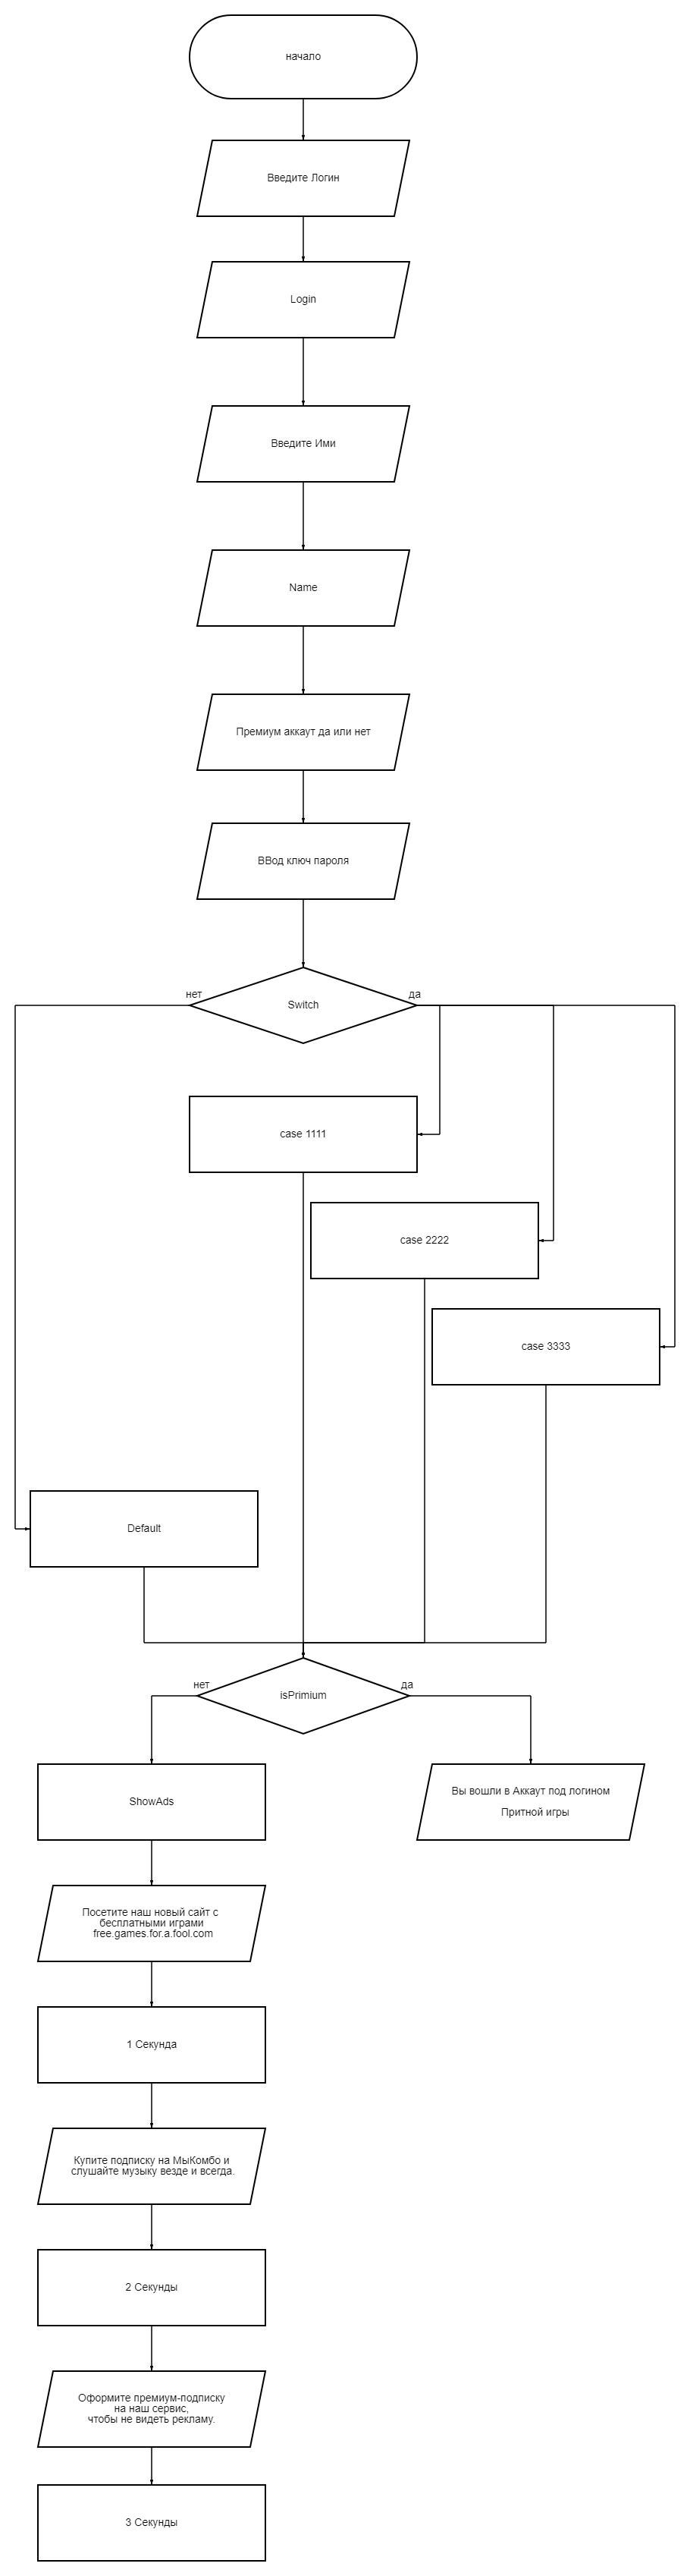 начало
Введите Логин
Login
Введите Ими
Name
Премиум аккаут да или нет
ВВод ключ пароля
нет
да
Switch
case 1111
case 2222
case 3333
Default
нет
да
isPrimium
ShowAds
Вы вошли в Аккаут под логином
Притной игры
Посетите наш новый сайт с
бесплатными играми
free.games.for.a.fool.com
1 Секунда
Купите подписку на МыКомбо и
слушайте музыку везде и всегда.
2 Секунды
Оформите премиум-подписку
на наш сервис,
чтобы не видеть рекламу.
3 Секунды